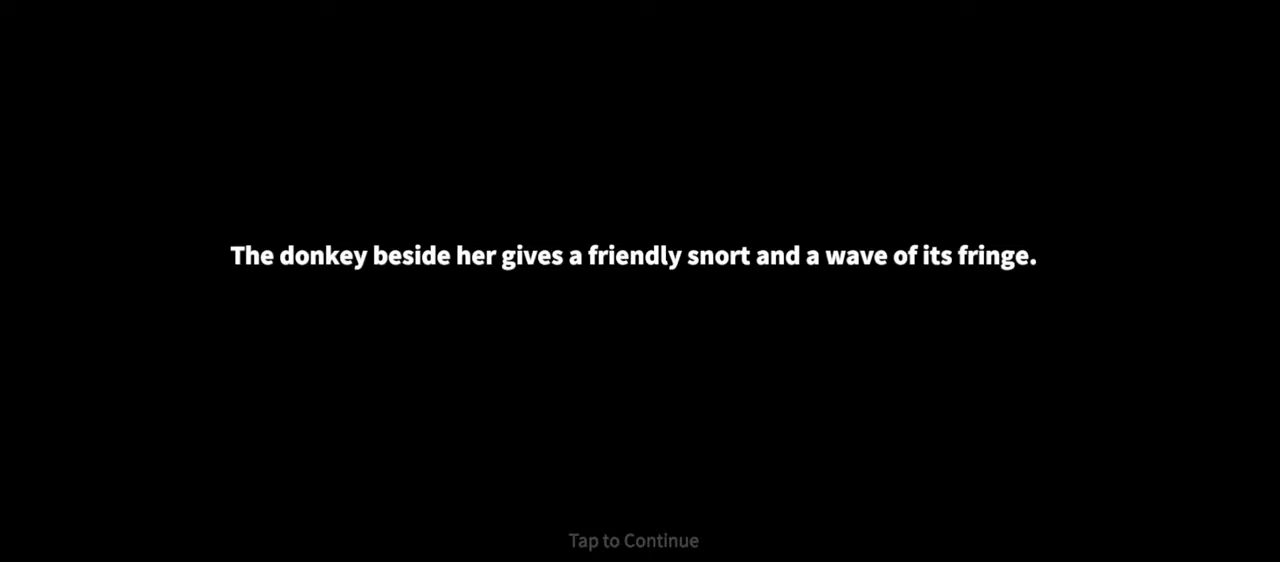 The donkey beside her gives a friendly snort and a wave of its fringe.
Tap to Continue